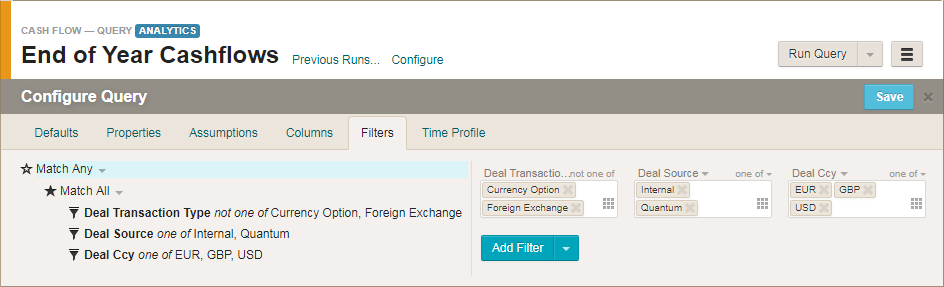 CASH FLOW — QUERY ANALYTICS
End of Year Cashflows Previous Runs... Configure Run Query
Configure Query Save
Defaults Properties Assumptions Columns Filters Time Profile
Match Any
Match All
Deal Transaction Type not one of Currency Option, Foreign Exchange
Deal Source one of Internal, Quantum
Deal Ccy one of EUR, GBP, USD
Deal Transactio... not one of
Currency Option
Foreign Exchange
Deal Source one of
Internal
Quantum
Deal Ccy one of
EUR GBP
USD
Add Filter